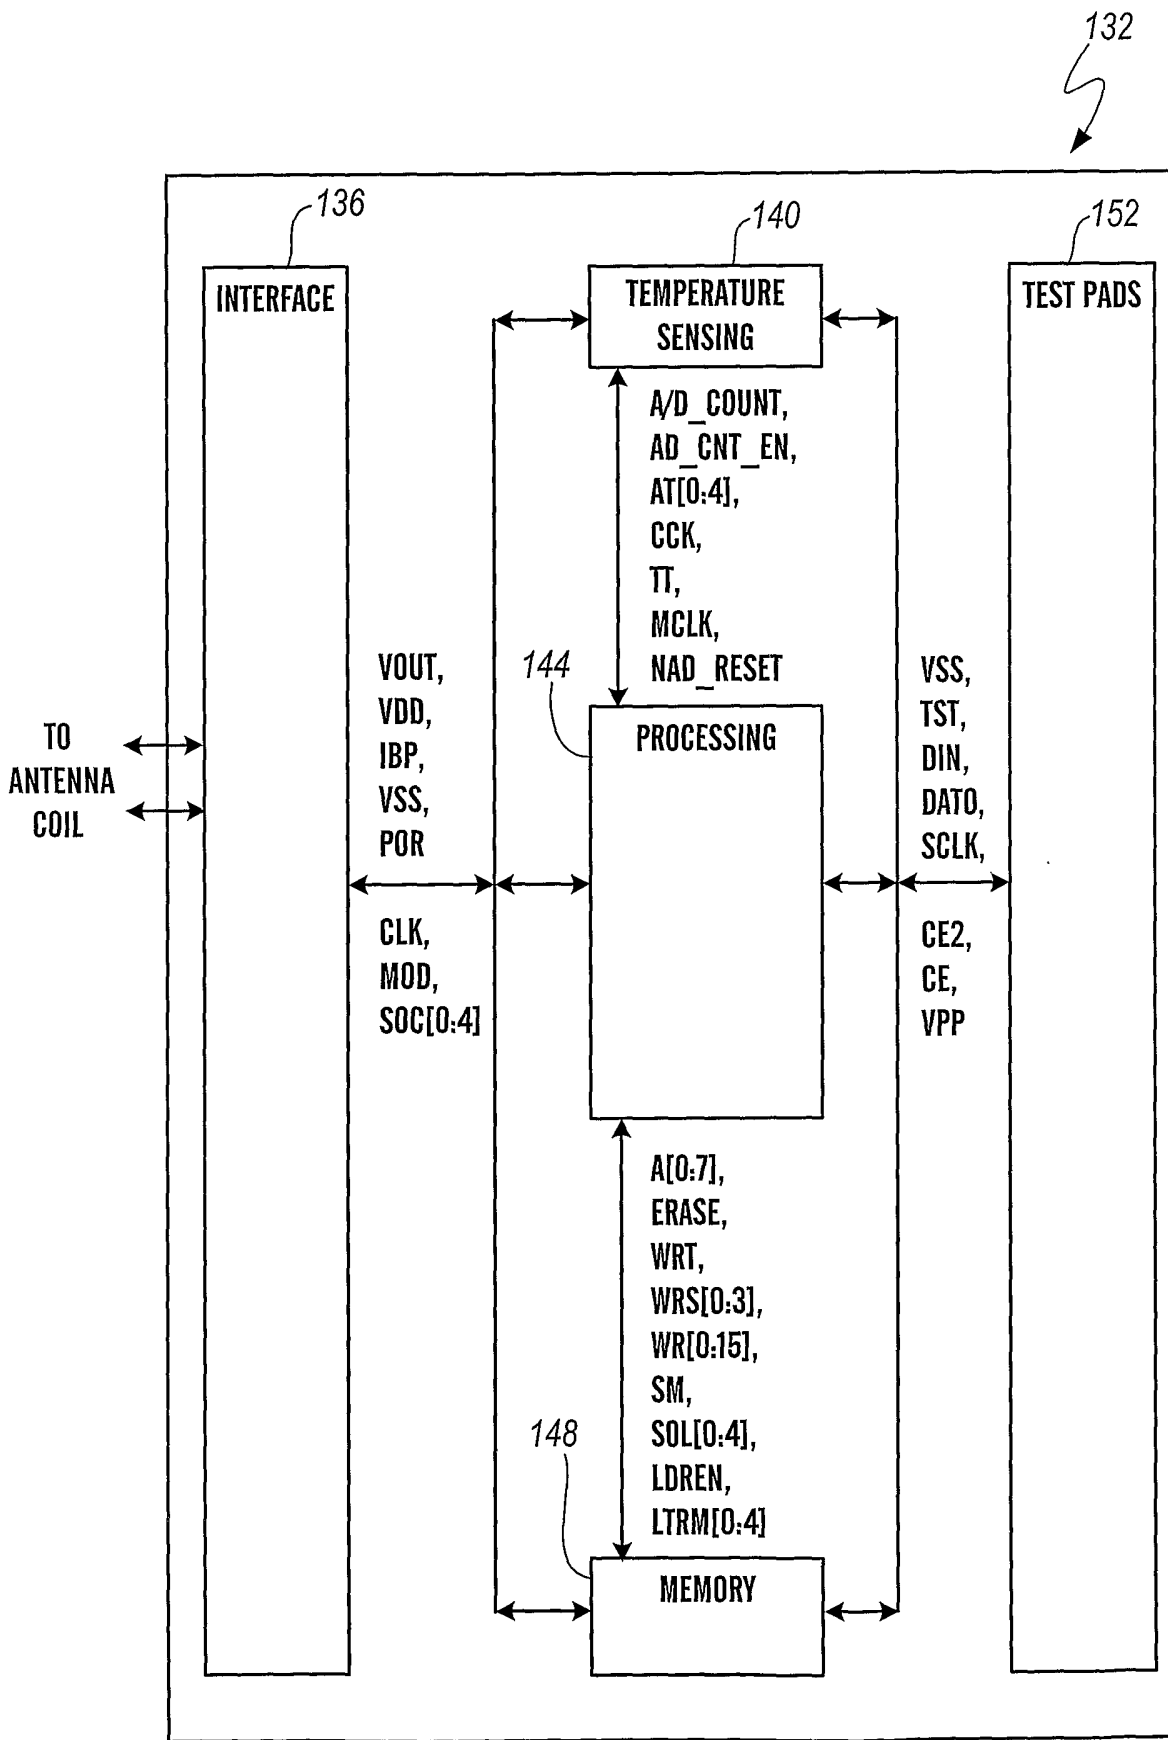 132
136
140
152
INTERFACE
TEMPERATURE
SENSING
TEST PADS
A/D_COUNT,
AD_CNT_EN,
AT[0:4],
CCK,
TT,
MCLK,
NAD_RESET
144
PROCESSING
TO
ANTENNA
COIL
VOUT,
VDD,
IBP,
VSS,
POR
CLK,
MOD,
SOC[0:4]
VSS,
TST,
DIN,
DATO,
SCLK,
CE2,
CE,
VPP
A[0:7],
ERASE,
WRT,
WRS[0:3],
WR[0:15],
SM,
SOL[0:4],
LDREN,
LTRM[0:4]
148
MEMORY